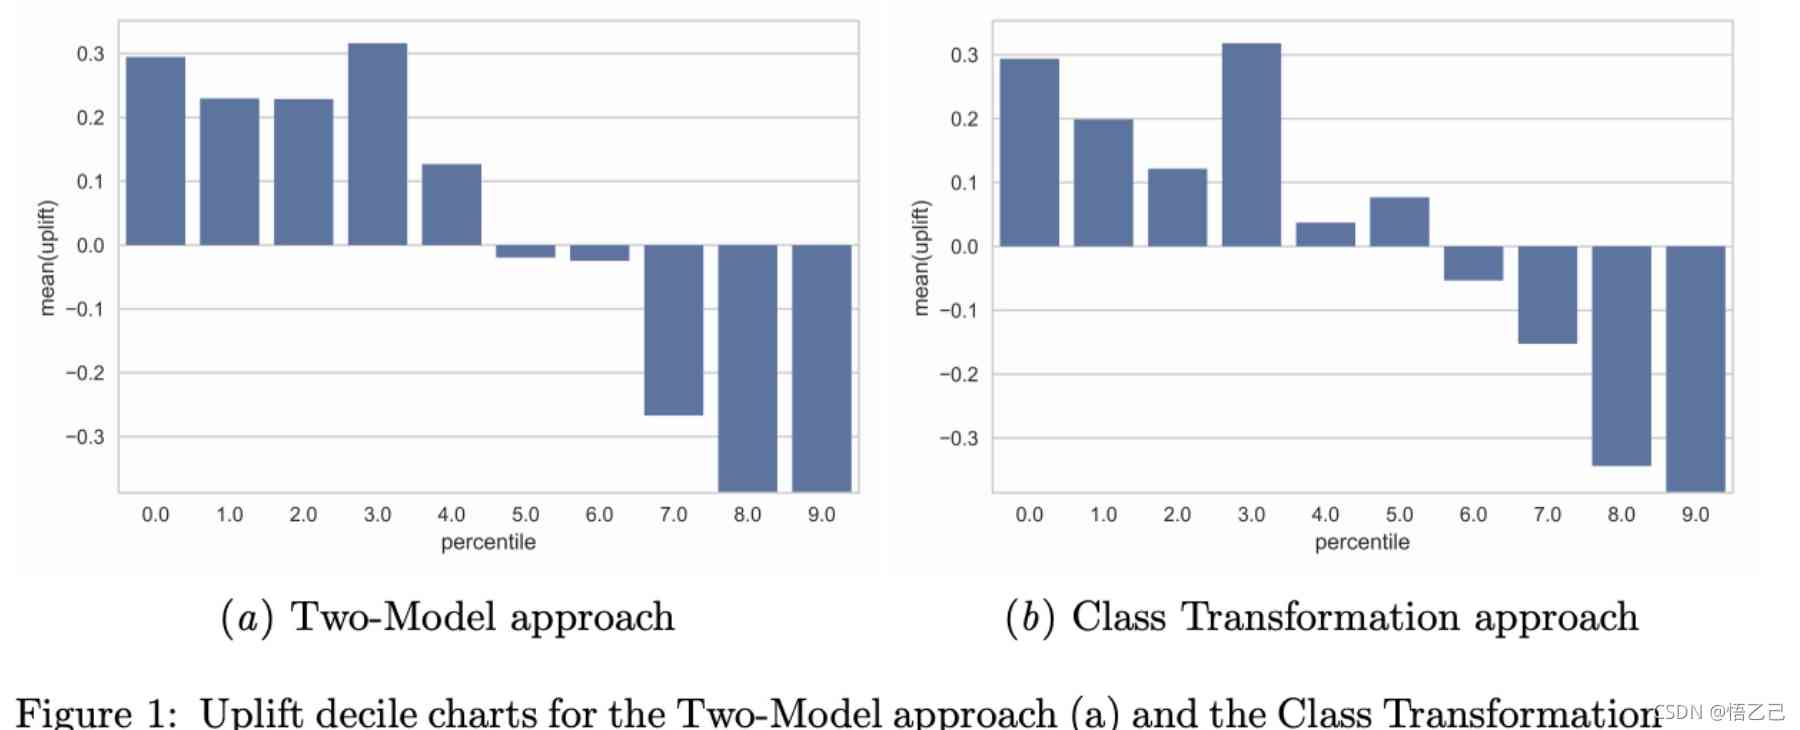 0.3
0.2
0.1
0.0
−0.1
−0.2
−0.3
mean(uplift)
0.0 1.0 2.0 3.0 4.0 5.0 6.0 7.0 8.0 9.0
percentile
(a) Two-Model approach
0.3
0.2
0.1
0.0
−0.1
−0.2
−0.3
mean(uplift)
0.0 1.0 2.0 3.0 4.0 5.0 6.0 7.0 8.0 9.0
percentile
(b) Class Transformation approach
Figure 1: Uplift decile charts for the Two-Model approach (a) and the Class Transformation
CSDN @悟乙己